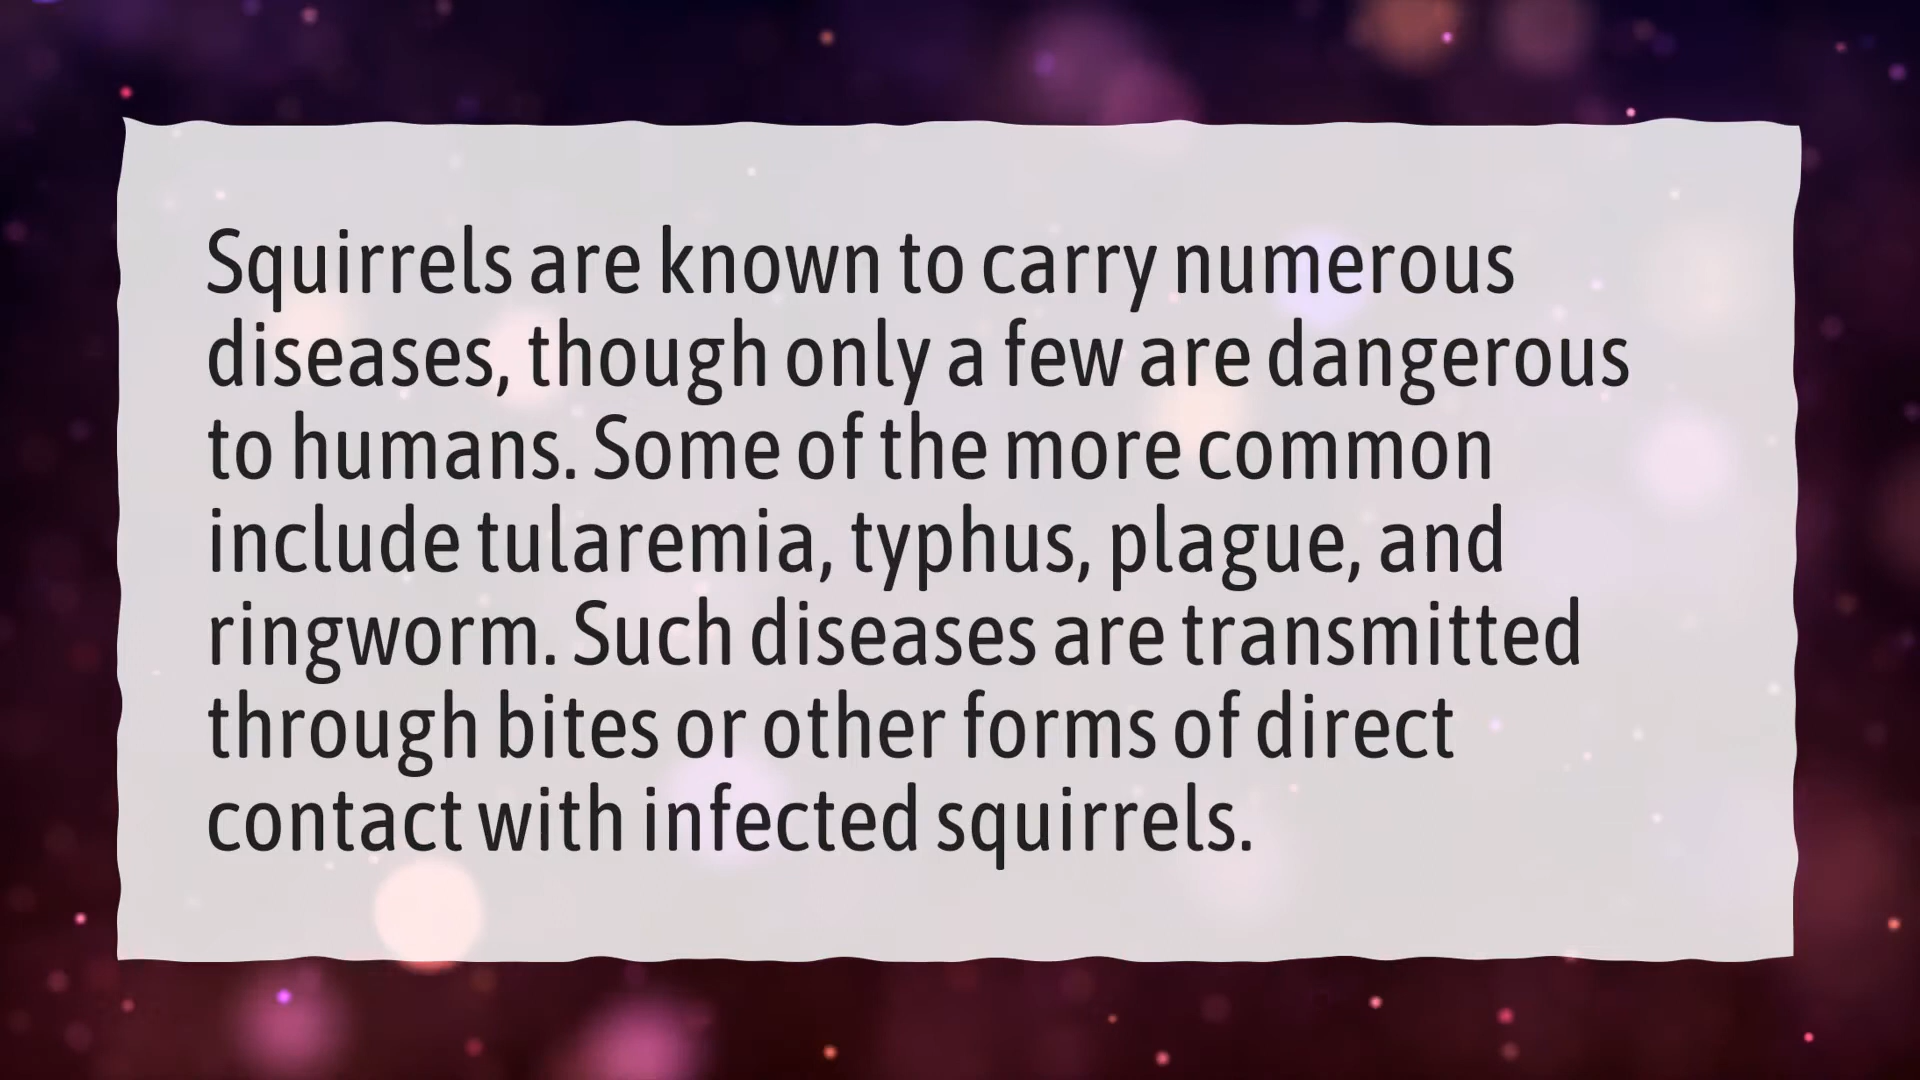 Squirrels are known to carry numerous
diseases, though only a few are dangerous
to humans. Some of the more common
include tularemia, typhus, plague, and
ringworm. Such diseases are transmitted
through bites or other forms of direct
contact with infected squirrels.